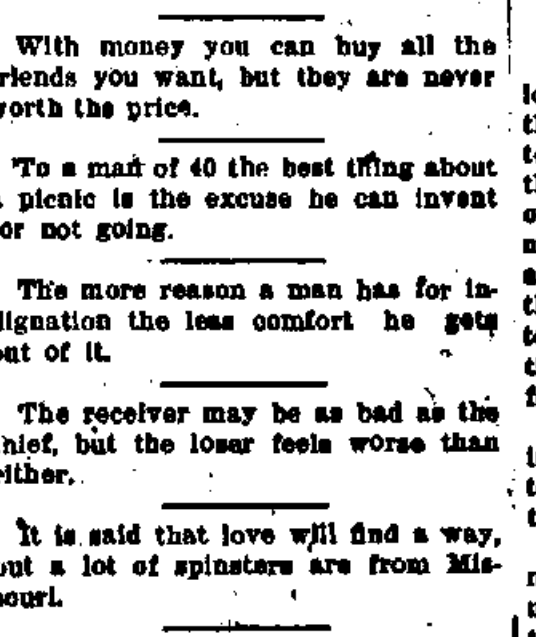 With money you can buy all the
riends you want, but they are never
worth the price.
To a man of 40 the best thing about
picnic is the excuse he can invent
or not going.
The more reason a man has for in-
dignation the less comfort he gets
out of it.
The receiver may be as bad as the
hief, but the loser feels worse than
either.
It is said that love will find a way,
but a lot of spinsters are from Mis-
souri.